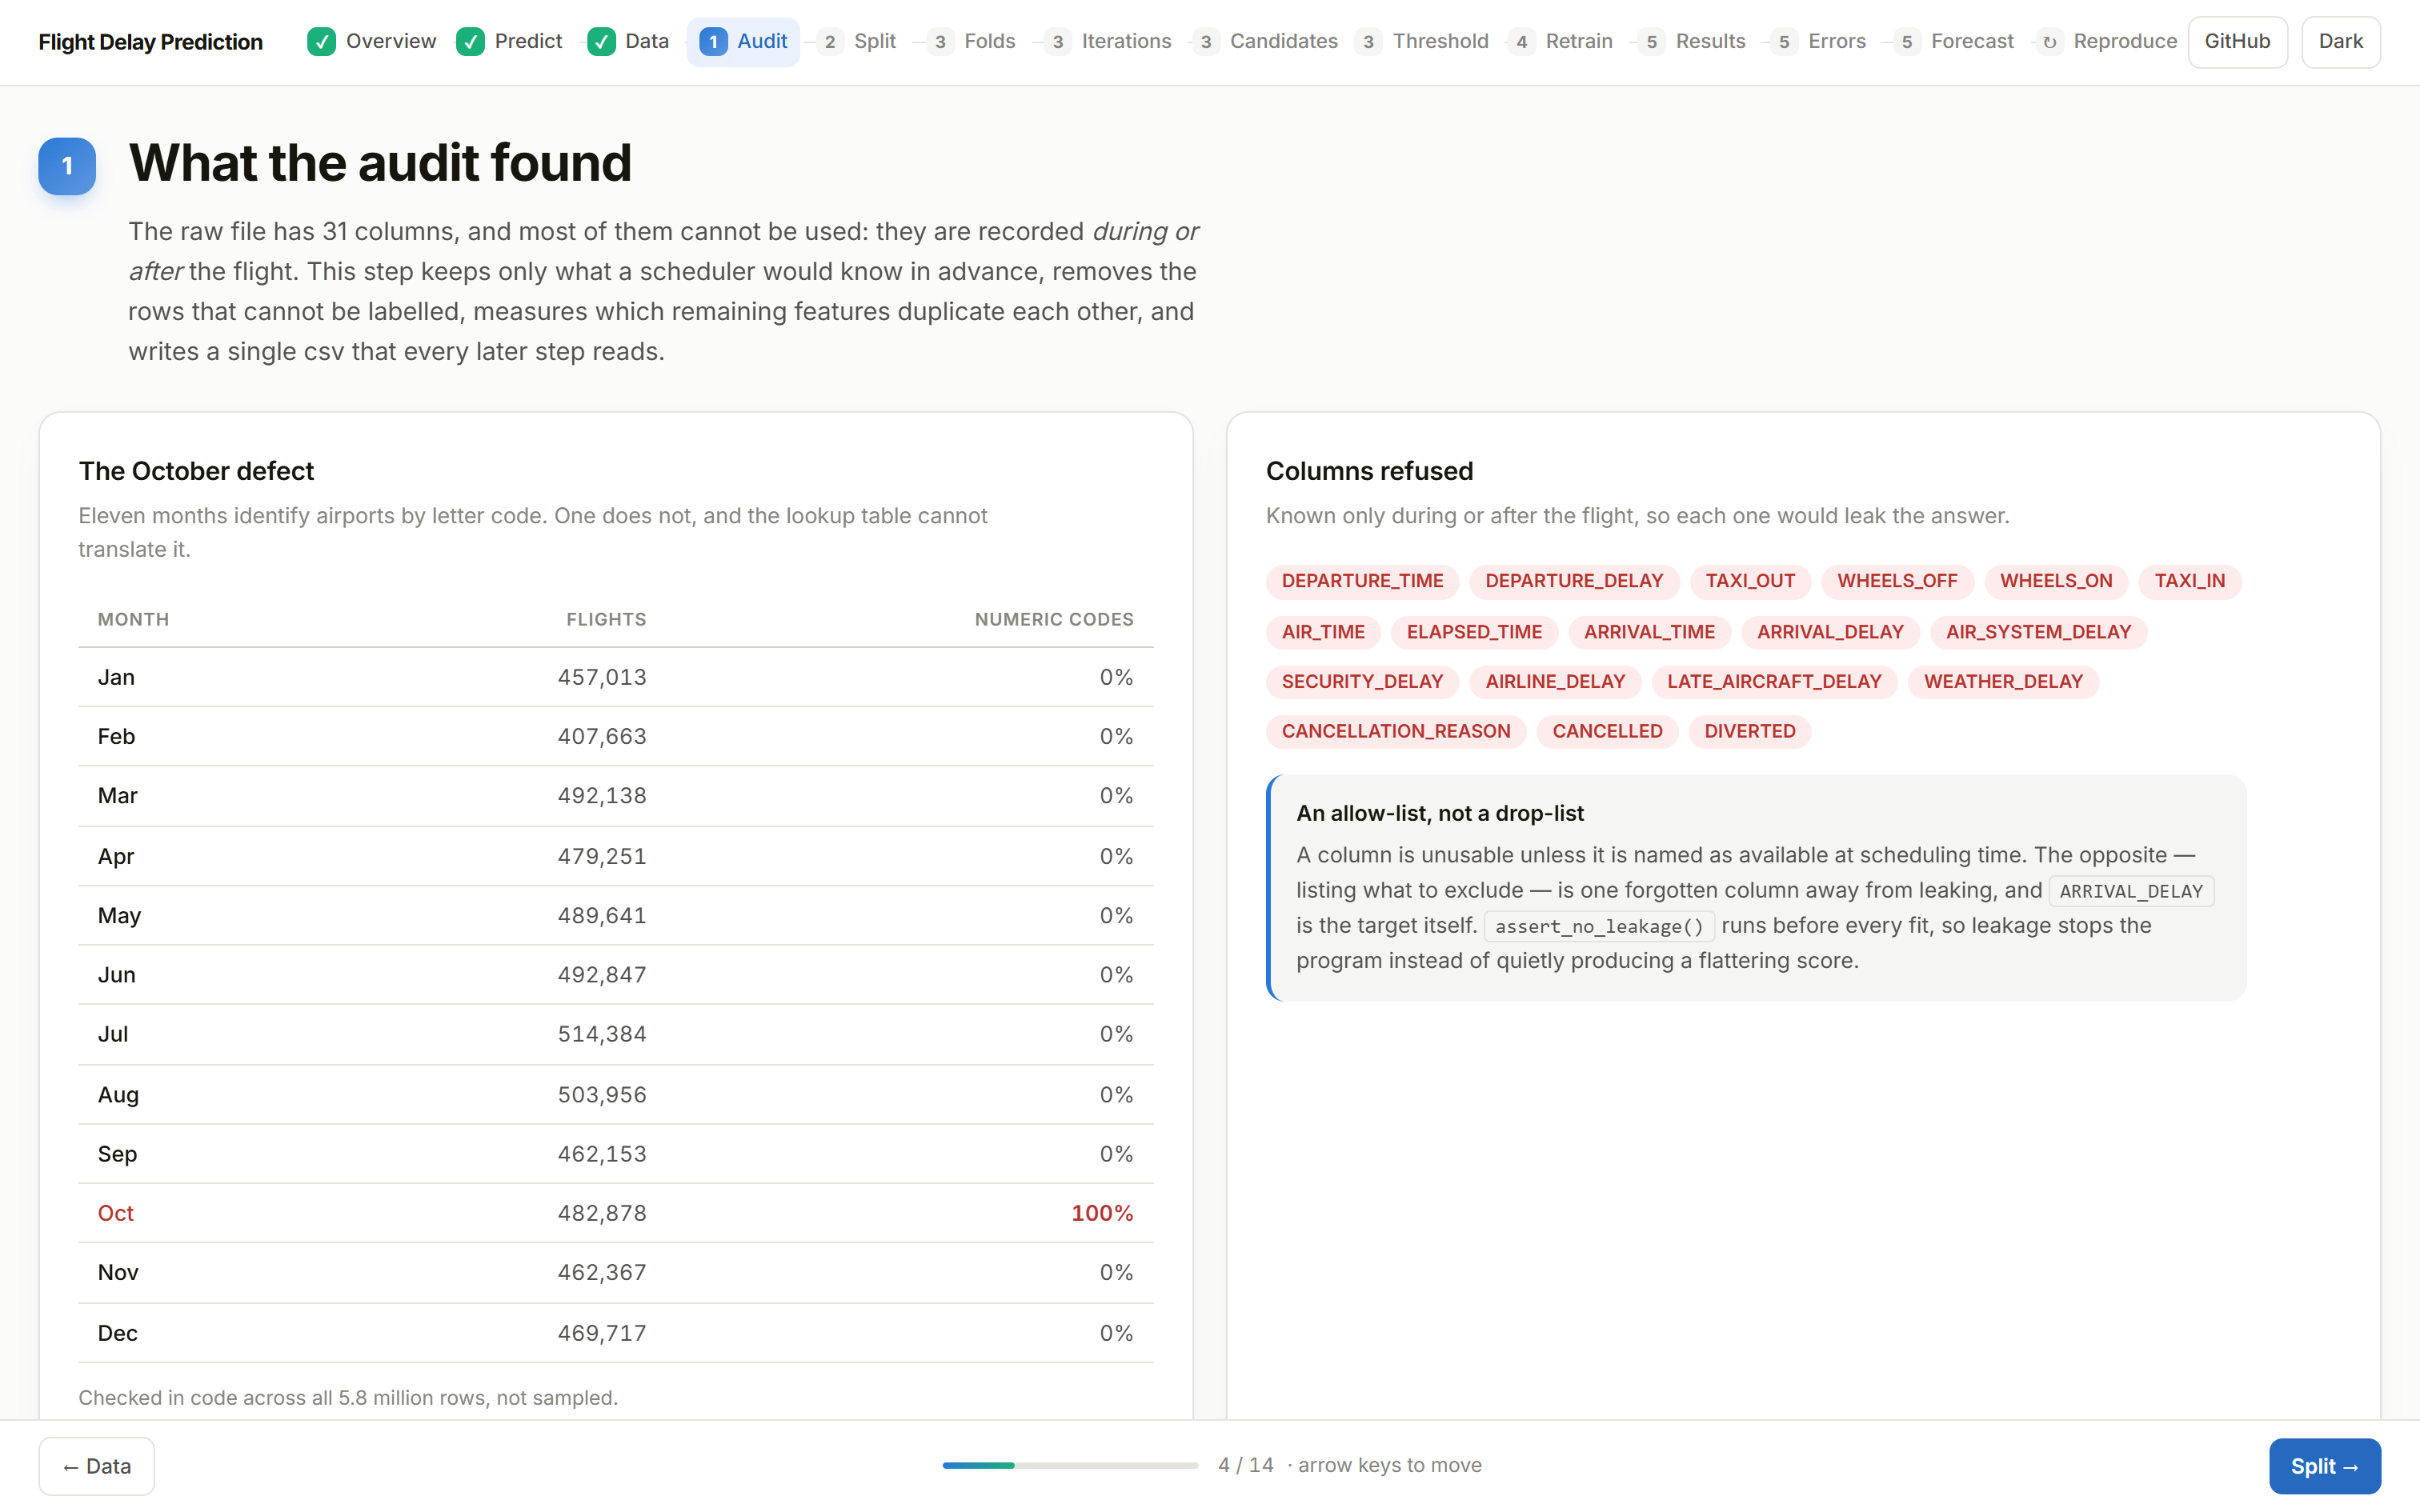 Flight Delay Prediction
✓ Overview ✓ Predict ✓ Data 1 Audit 2 Split 3 Folds 3 Iterations 3 Candidates 3 Threshold 4 Retrain 5 Results 5 Errors 5 Forecast ↻ Reproduce GitHub Dark
1 What the audit found
The raw file has 31 columns, and most of them cannot be used: they are recorded during or
after the flight. This step keeps only what a scheduler would know in advance, removes the
rows that cannot be labelled, measures which remaining features duplicate each other, and
writes a single csv that every later step reads.
The October defect
Eleven months identify airports by letter code. One does not, and the lookup table cannot
translate it.
MONTH FLIGHTS NUMERIC CODES
Jan 457,013 0%
Feb 407,663 0%
Mar 492,138 0%
Apr 479,251 0%
May 489,641 0%
Jun 492,847 0%
Jul 514,384 0%
Aug 503,956 0%
Sep 462,153 0%
Oct 482,878 100%
Nov 462,367 0%
Dec 469,717 0%
Checked in code across all 5.8 million rows, not sampled.
Columns refused
Known only during or after the flight, so each one would leak the answer.
DEPARTURE_TIME DEPARTURE_DELAY TAXI_OUT WHEELS_OFF WHEELS_ON TAXI_IN
AIR_TIME ELAPSED_TIME ARRIVAL_TIME ARRIVAL_DELAY AIR_SYSTEM_DELAY
SECURITY_DELAY AIRLINE_DELAY LATE_AIRCRAFT_DELAY WEATHER_DELAY
CANCELLATION_REASON CANCELLED DIVERTED
An allow-list, not a drop-list
A column is unusable unless it is named as available at scheduling time. The opposite —
listing what to exclude — is one forgotten column away from leaking, and ARRIVAL_DELAY
is the target itself. assert_no_leakage() runs before every fit, so leakage stops the
program instead of quietly producing a flattering score.
← Data
4 / 14 · arrow keys to move
Split →